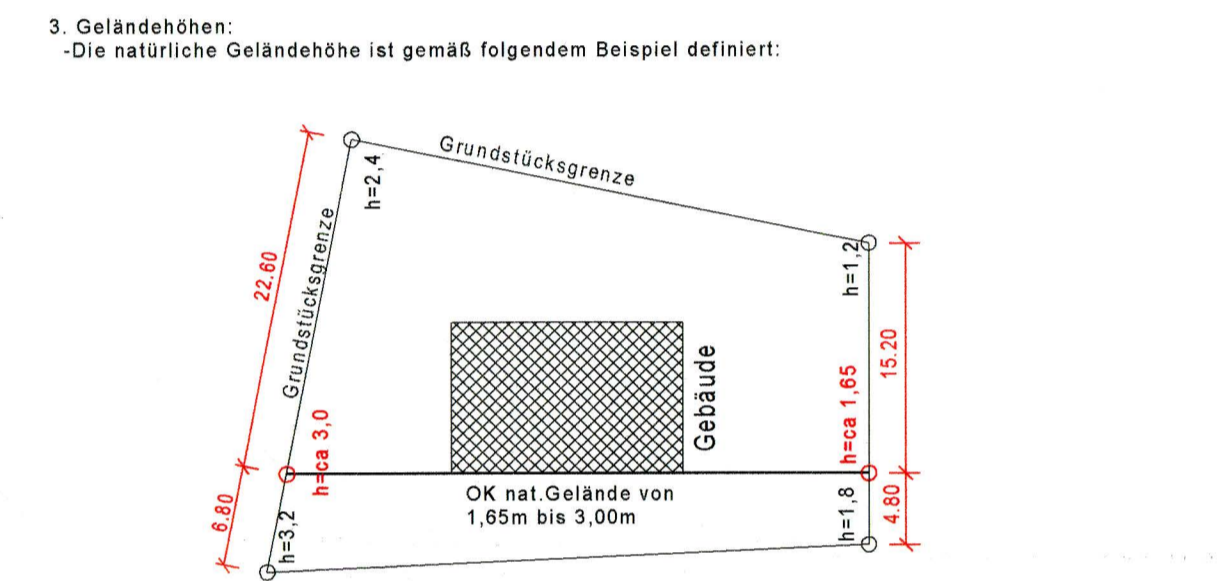 3. Geländehöhen:
-Die natürliche Geländehöhe ist gemäß folgendem Beispiel definiert:
Grundstücksgrenze
h=2,4
Grundstücksgrenze
22.60
h=1,2
15.20
Gebäude
h=ca 1,65
h=ca 3,0
OK nat.Gelände von
1,65m bis 3,00m
6.80
h=3,2
h=1,8
4.80